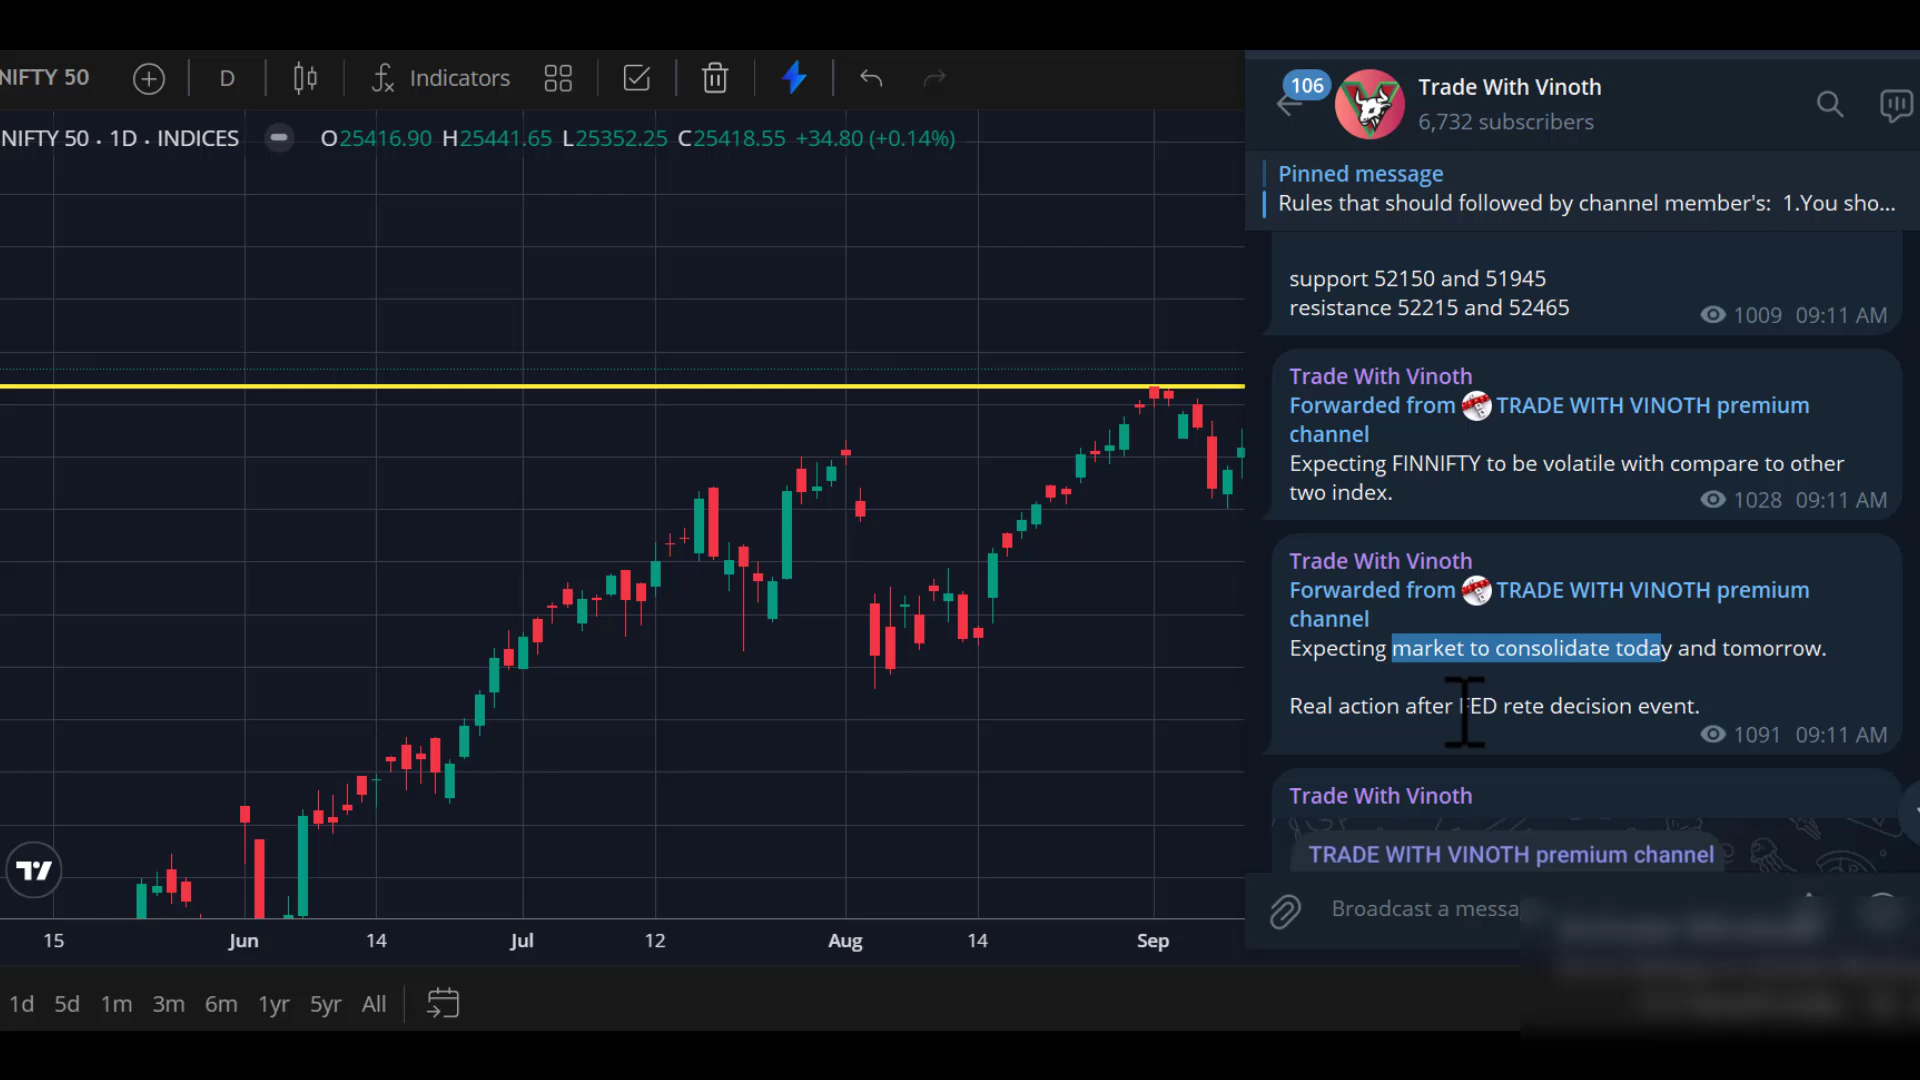 NIFTY 50
D
Indicators
NIFTY 50 · 1D · INDICES
O25416.90 H25441.65 L25352.25 C25418.55 +34.80 (+0.14%)
15
Jun
14
Jul
12
Aug
14
Sep
1d 5d 1m 3m 6m 1yr 5yr All
106
Trade With Vinoth
6,732 subscribers
Pinned message
Rules that should followed by channel member's: 1.You sho...
support 52150 and 51945
resistance 52215 and 52465
1009 09:11 AM
Trade With Vinoth
Forwarded from TRADE WITH VINOTH premium
channel
Expecting FINNIFTY to be volatile with compare to other
two index.
1028 09:11 AM
Trade With Vinoth
Forwarded from TRADE WITH VINOTH premium
channel
Expecting market to consolidate today and tomorrow.
Real action after FED rete decision event.
1091 09:11 AM
Trade With Vinoth
TRADE WITH VINOTH premium channel
Broadcast a messa